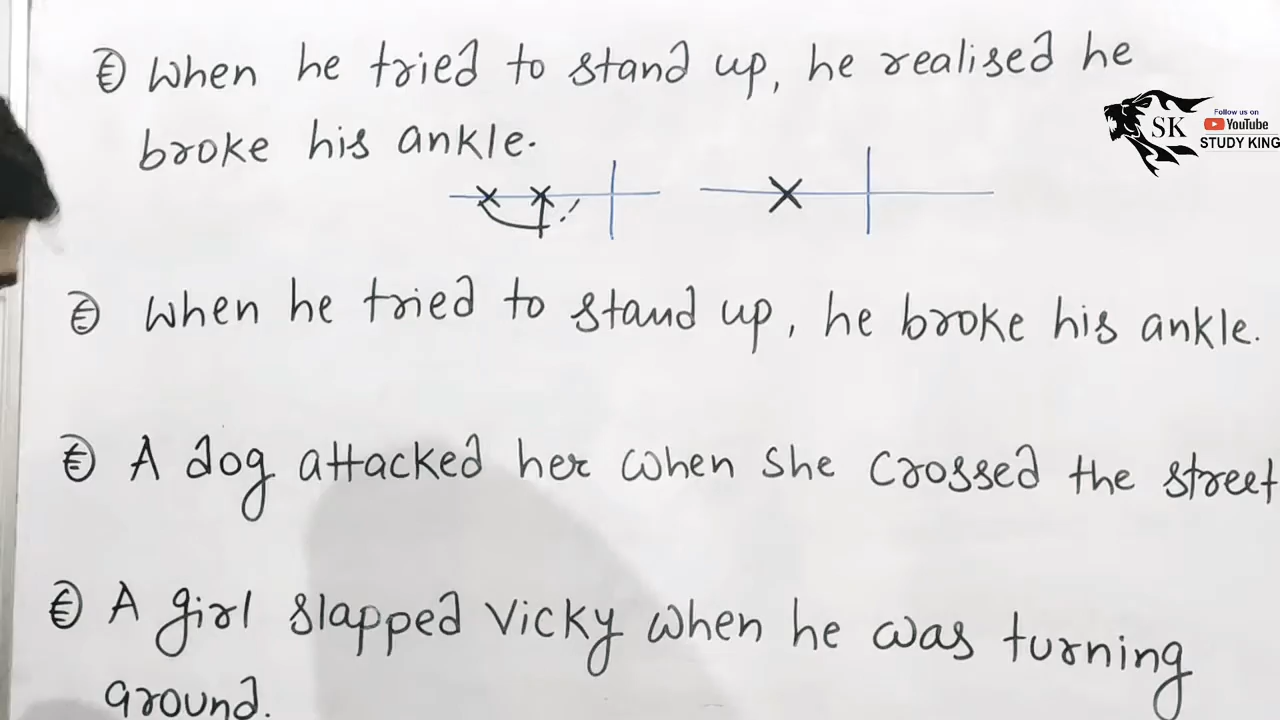 Ⓔ When he tried to stand up, he realised he
broke his ankle.
Ⓔ When he tried to stand up, he broke his ankle.
Ⓔ A dog attacked her when she crossed the street
Ⓔ A girl slapped Vicky when he was turning
around.
Follow us on
YouTube
SK STUDY KING